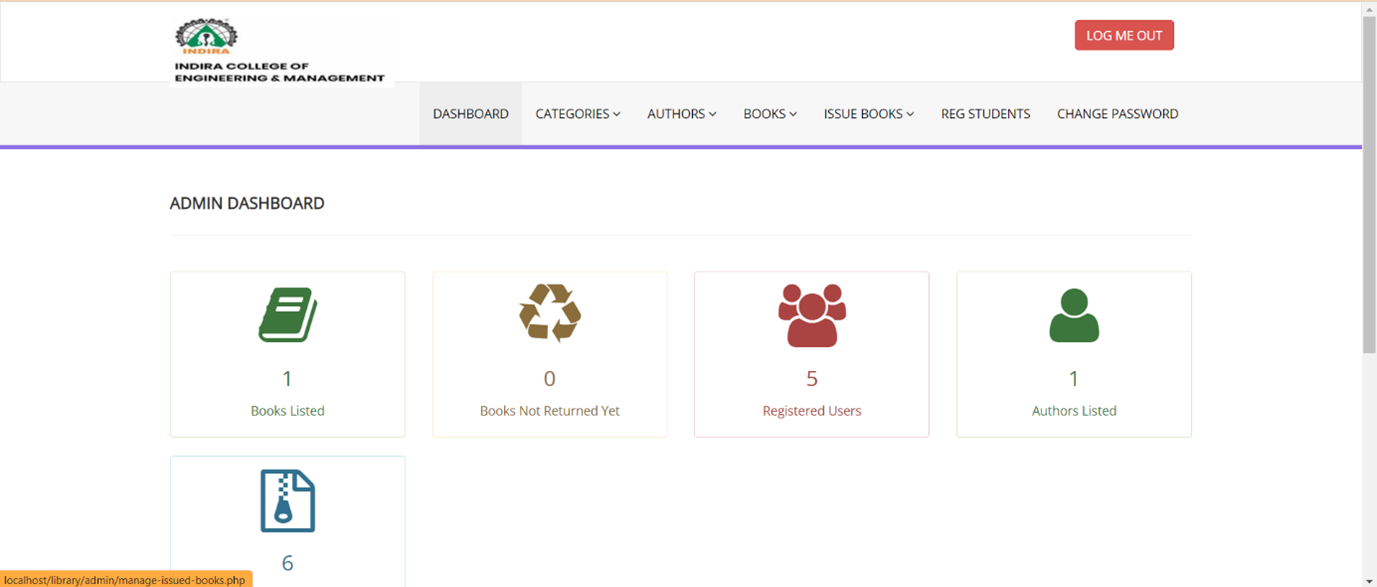 INDIRA
INDIRA COLLEGE OF
ENGINEERING & MANAGEMENT
LOG ME OUT
DASHBOARD CATEGORIES AUTHORS BOOKS ISSUE BOOKS REG STUDENTS CHANGE PASSWORD
ADMIN DASHBOARD
1
Books Listed
0
Books Not Returned Yet
5
Registered Users
1
Authors Listed
6
localhost/library/admin/manage-issued-books.php